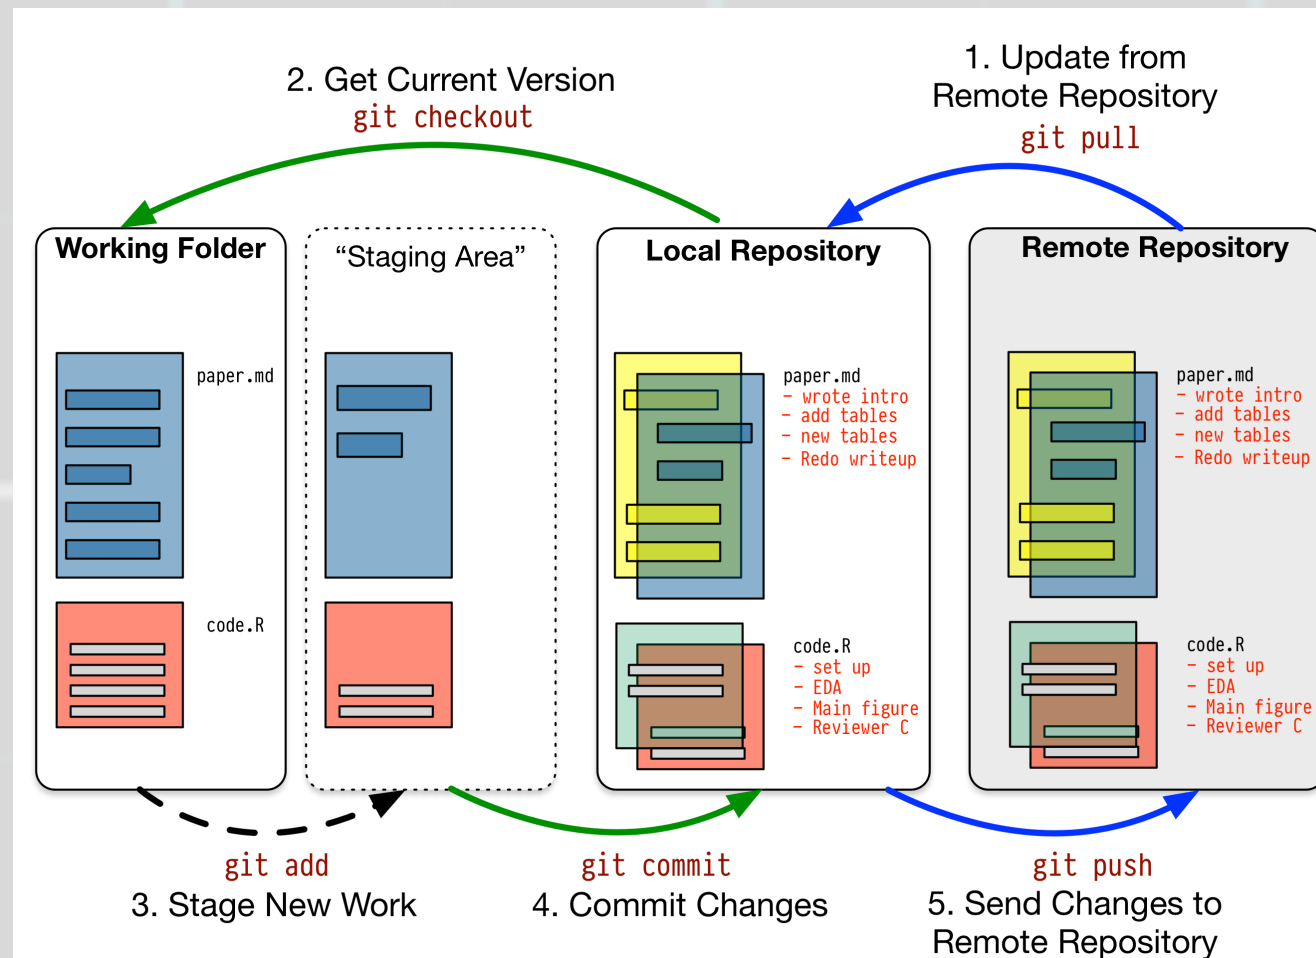 1. Update from
Remote Repository
git pull
2. Get Current Version
git checkout
Working Folder
paper.md
code.R
“Staging Area”
Local Repository
paper.md
- wrote intro
- add tables
- new tables
- Redo writeup
code.R
- set up
- EDA
- Main figure
- Reviewer C
Remote Repository
paper.md
- wrote intro
- add tables
- new tables
- Redo writeup
code.R
- set up
- EDA
- Main figure
- Reviewer C
git add
3. Stage New Work
git commit
4. Commit Changes
git push
5. Send Changes to
Remote Repository